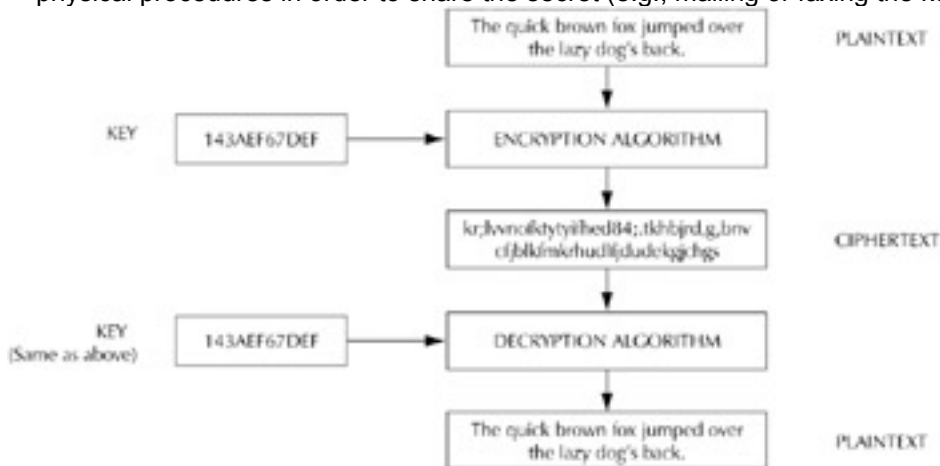 physical procedures in order to share the secret (e.g., mailing or faxing the
The quick brown fox jumped over
the lazy dog's back.
PLAINTEXT
KEY
143AEF67DEF
ENCRYPTION ALGORITHM
CIPHERTEXT
KEY
(Same as above)
143AEF67DEF
DECRYPTION ALGORITHM
The quick brown fox jumped over
the lazy dog's back.
PLAINTEXT